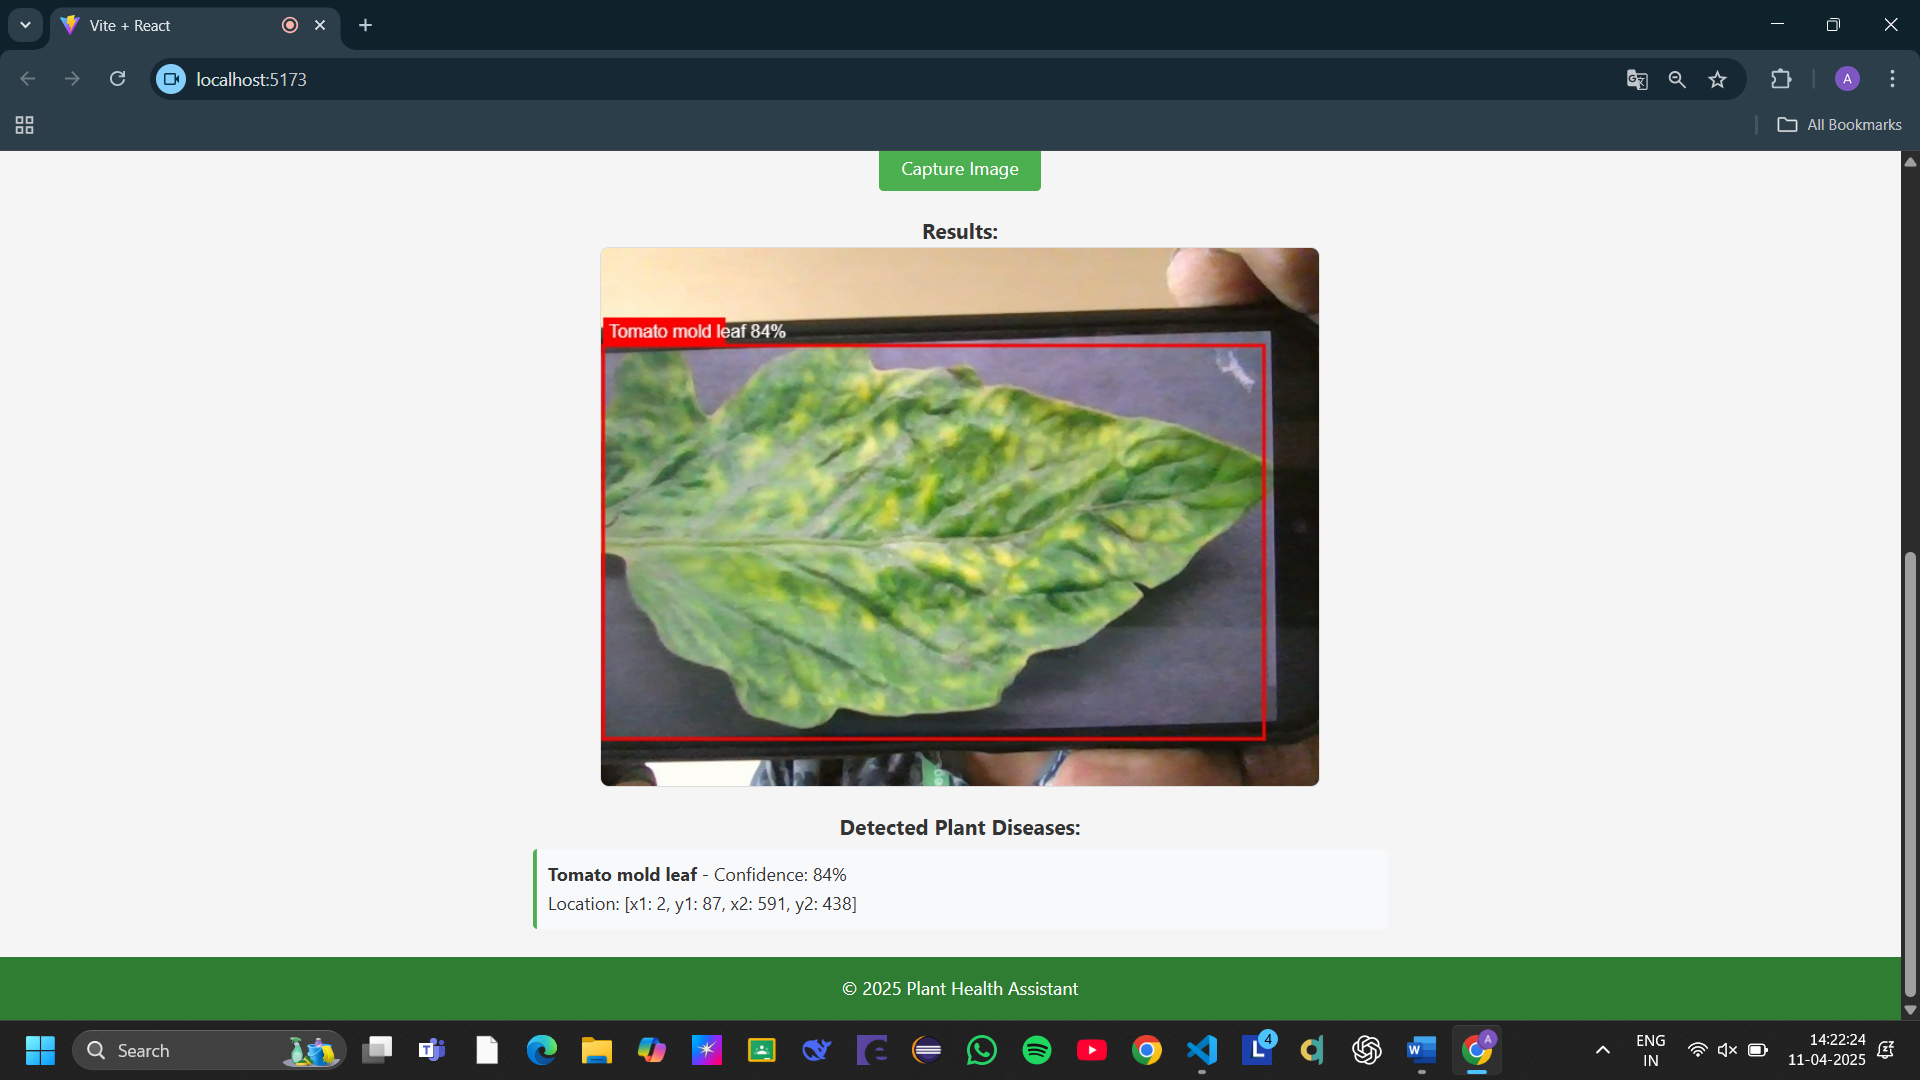 Vite + React
localhost:5173
All Bookmarks
Capture Image
Results:
Tomato mold leaf 84%
Detected Plant Diseases:
Tomato mold leaf - Confidence: 84%
Location: [x1: 2, y1: 87, x2: 591, y2: 438]
© 2025 Plant Health Assistant
Search
4
A
ENG
IN
14:22:24
11-04-2025